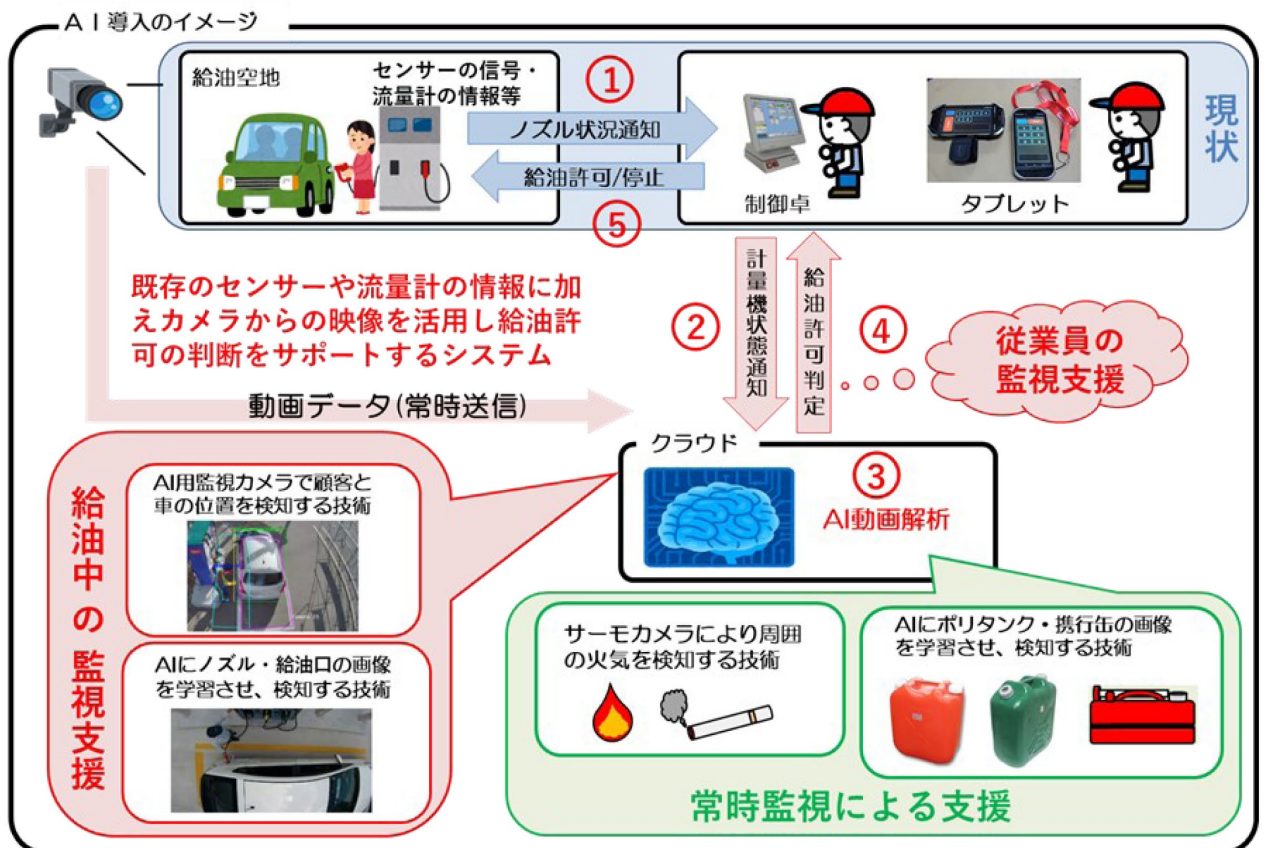 ＡＩ導入のイメージ
給油空地
センサーの信号・
流量計の情報等
①
ノズル状況通知
給油許可/停止
⑤
制御卓
タブレット
現状
既存のセンサーや流量計の情報に加
えカメラからの映像を活用し給油許
可の判断をサポートするシステム
②
計量機状態通知
給油許可判定
④
従業員の
監視支援
動画データ(常時送信)
クラウド
③
AI動画解析
給油中の監視支援
AI用監視カメラで顧客と
車の位置を検知する技術
AIにノズル・給油口の画像
を学習させ、検知する技術
サーモカメラにより周囲
の火気を検知する技術
AIにポリタンク・携行缶の画像
を学習させ、検知する技術
常時監視による支援